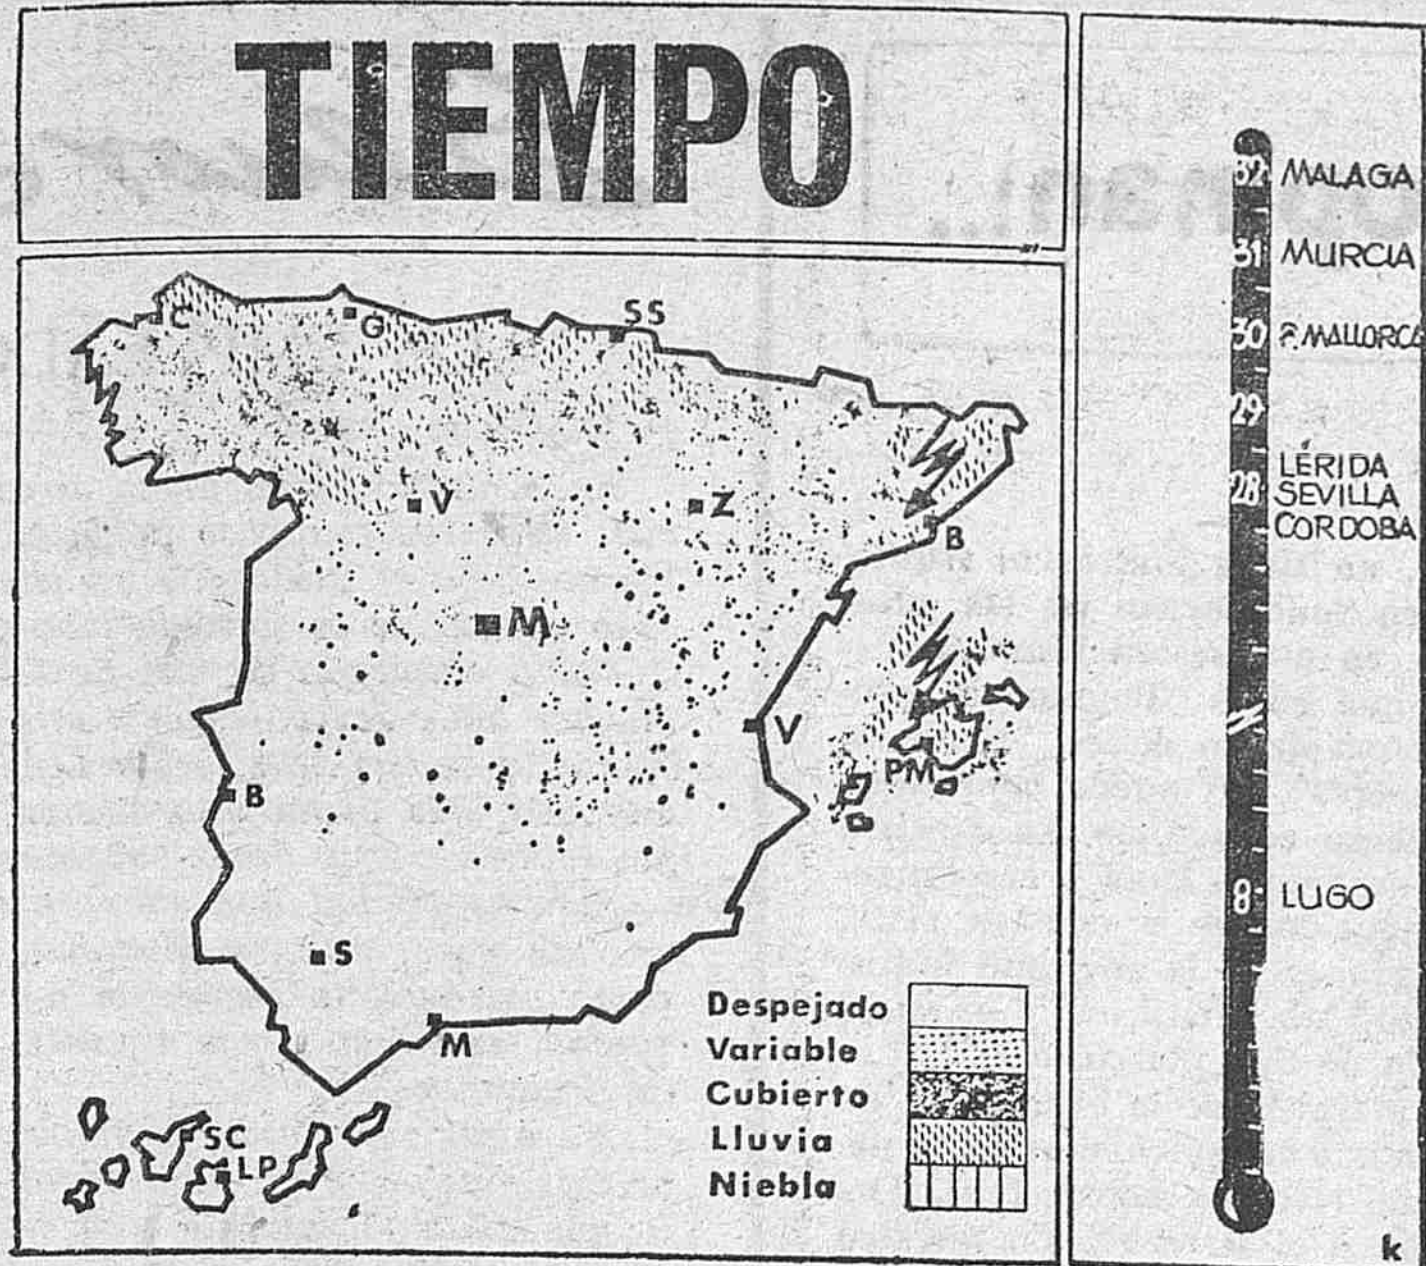 TIEMPO
C
G
SS
V
Z
B
M
V
PM
B
S
M
SC
LP
Despejado
Variable
Cubierto
Lluvia
Niebla
32 MALAGA
31 MURCIA
30 P. MALLORCA
29
28 LÉRIDA
SEVILLA
CORDOBA
8 LUGO
k